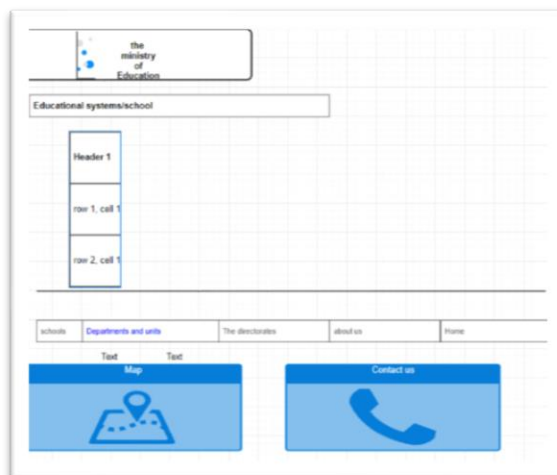 the
ministry
of
Education
Educational systems/school
Header 1
row 1, cell 1
row 2, cell 1
schools Departments and units The directorates about us Home
Text Text
Map Contact us